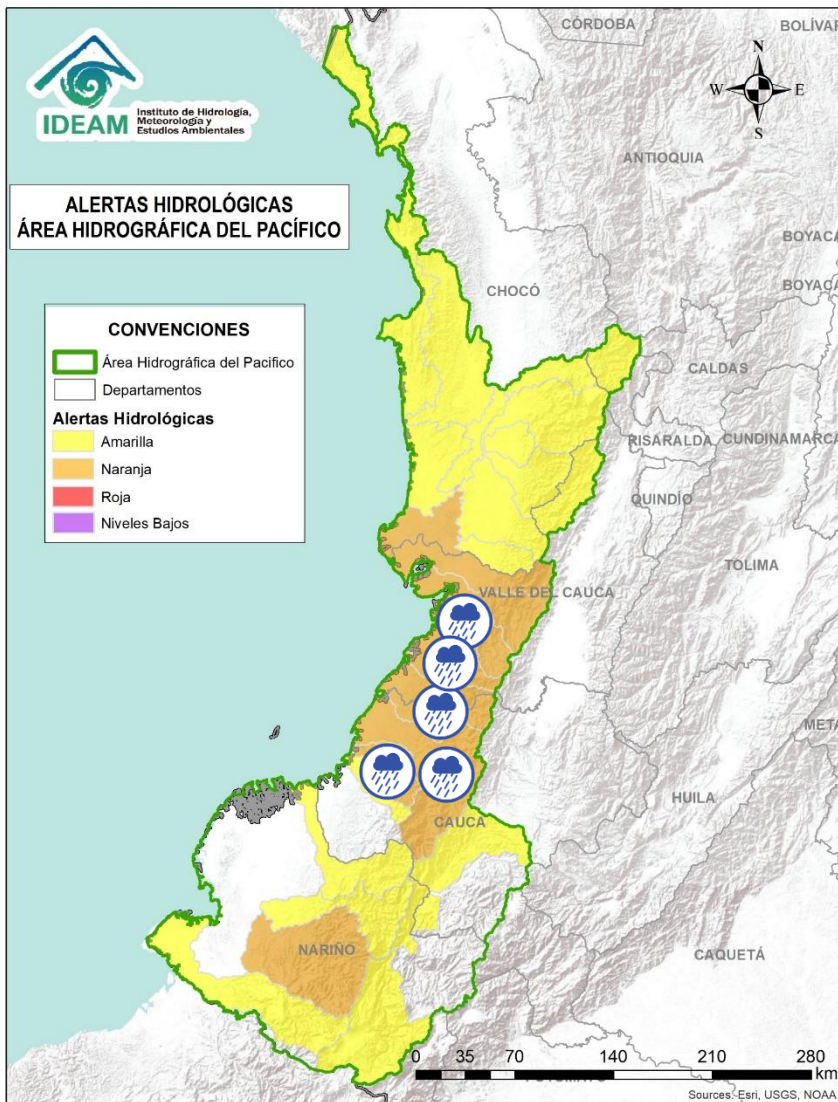 CÓRDOBA
BOLÍVAR
IDEAM
Instituto de Hidrología,
Meteorología y
Estudios Ambientales
N
W E
S
ANTIOQUIA
ALERTAS HIDROLÓGICAS
ÁREA HIDROGRÁFICA DEL PACÍFICO
BOYACÁ
BOYACÁ
CHOCÓ
CONVENCIONES
Área Hidrográfica del Pacifico
Departamentos
Alertas Hidrológicas
Amarilla
Naranja
Roja
Niveles Bajos
CALDAS
RISARALDA
CUNDINAMARCA
QUINDÍO
TOLIMA
VALLE DEL CAUCA
META
HUILA
CAUCA
NARIÑO
CAQUETÁ
0 35 70 140 210 280
km
Sources: Esri, USGS, NOAA